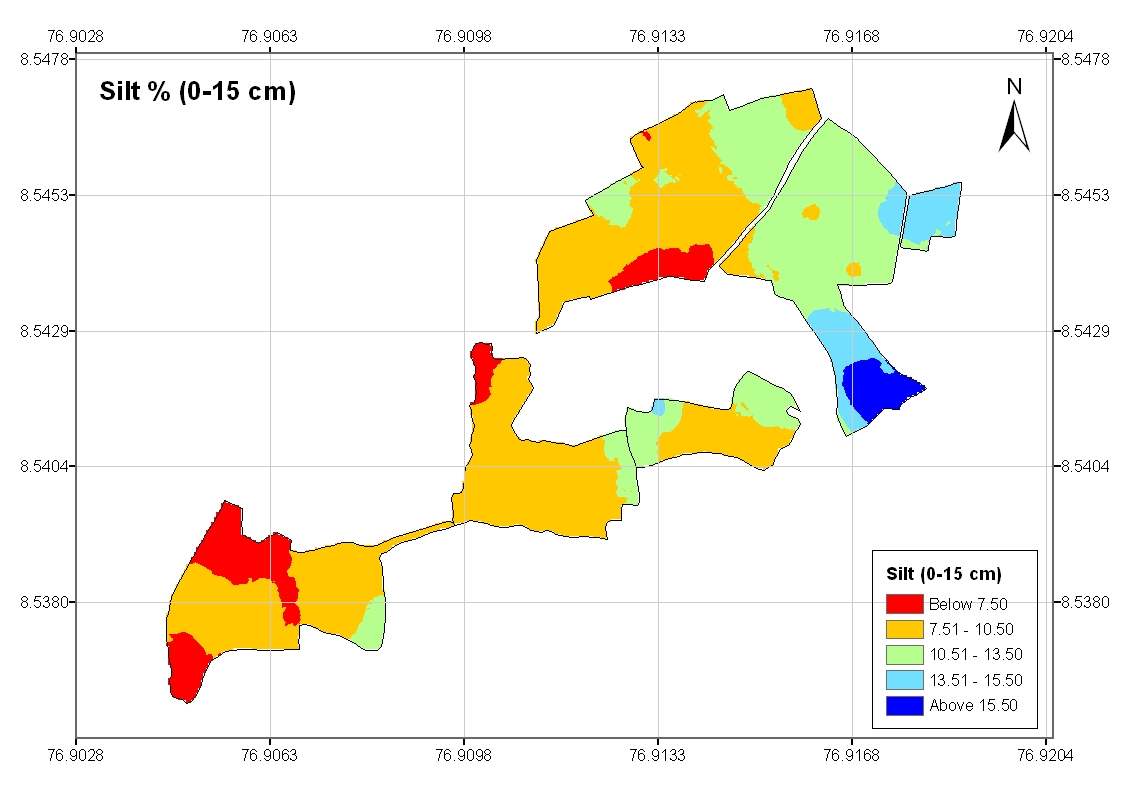 76.9028 76.9063 76.9098 76.9133 76.9168 76.9204
8.5478 8.5478
Silt % (0-15 cm)
N
8.5453 8.5453
8.5429 8.5429
8.5404 8.5404
Silt (0-15 cm)
8.5380 Below 7.50 8.5380
7.51 - 10.50
10.51 - 13.50
13.51 - 15.50
Above 15.50
76.9028 76.9063 76.9098 76.9133 76.9168 76.9204